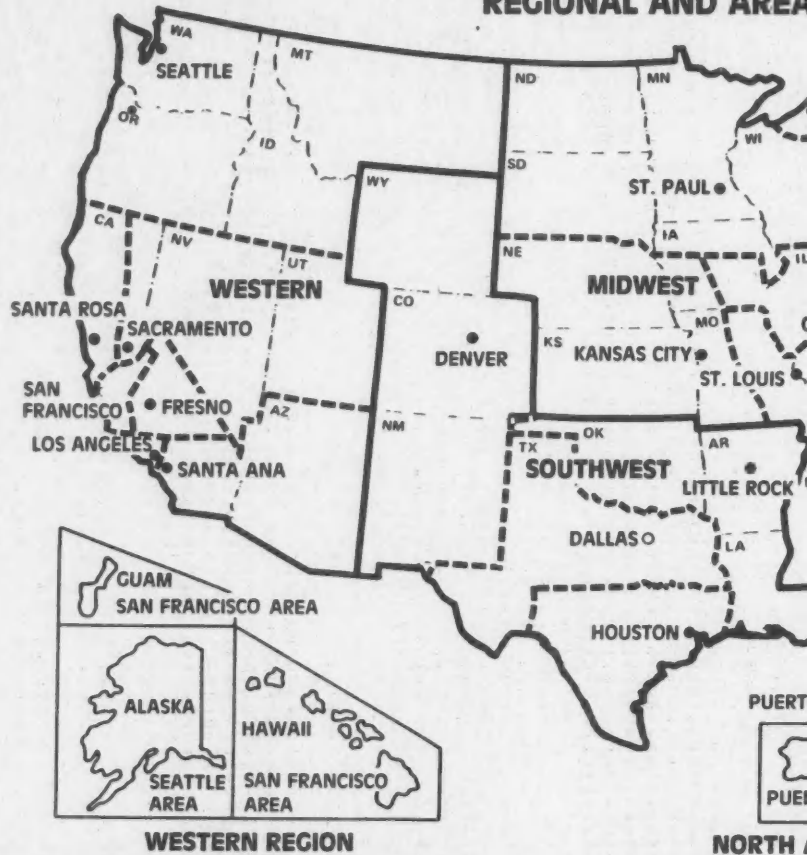 REGIONAL AND AREA
WA
SEATTLE
MT
ND
MN
OR
ID
WI
WY
SD
ST. PAUL
CA
NV
UT
NE
IA
WESTERN
MIDWEST
CO
MO
SANTA ROSA
SACRAMENTO
DENVER
KS
KANSAS CITY
ST. LOUIS
SAN
FRANCISCO
FRESNO
AZ
NM
OK
TX
AR
LOS ANGELES
SANTA ANA
SOUTHWEST
LITTLE ROCK
DALLAS
LA
GUAM
SAN FRANCISCO AREA
HOUSTON
ALASKA
HAWAII
SEATTLE
AREA
SAN FRANCISCO
AREA
PUERT
PUER
WESTERN REGION
NORTH